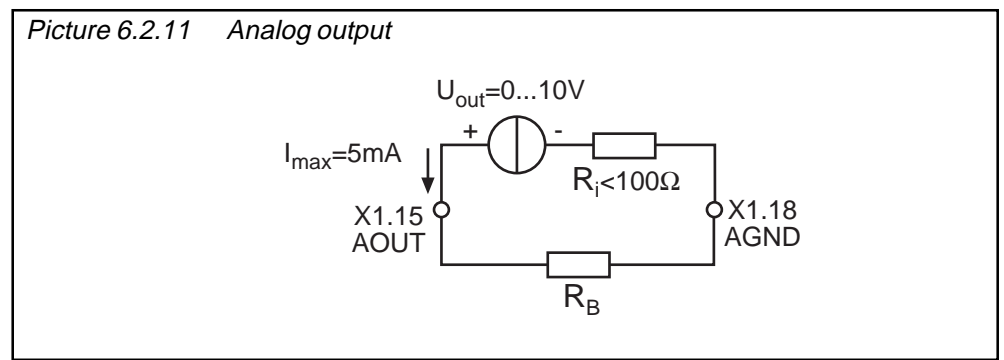 Picture 6.2.11 Analog output
Uout=0...10V
+ -
Imax=5mA
Ri<100Ω
X1.15
AOUT
X1.18
AGND
RB